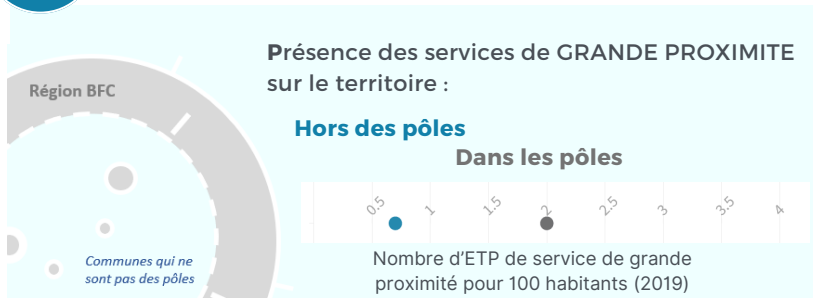 Région BFC
Communes qui ne
sont pas des pôles
Présence des services de GRANDE PROXIMITE
sur le territoire :
Hors des pôles
Dans les pôles
0.5 1 1.5 2 2.5 3 3.5 4
Nombre d'ETP de service de grande
proximité pour 100 habitants (2019)